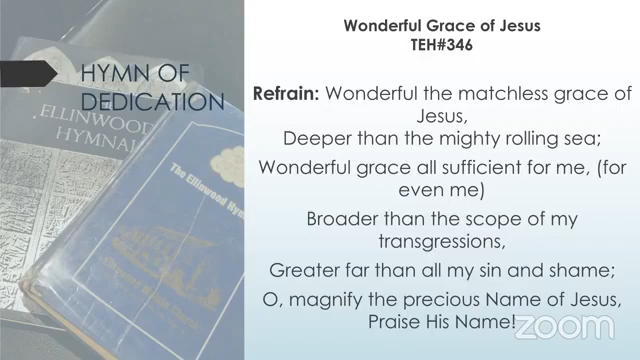 HYMN OF
DEDICATION
ELLINWOOD
HYMNAL
The Ellinwood Hym
Wonderful Grace of Jesus
TEH#346
Refrain: Wonderful the matchless grace of
Jesus,
Deeper than the mighty rolling sea;
Wonderful grace all sufficient for me, (for
even me)
Broader than the scope of my
transgressions,
Greater far than all my sin and shame;
O, magnify the precious Name of Jesus,
Praise His Name!
zoom